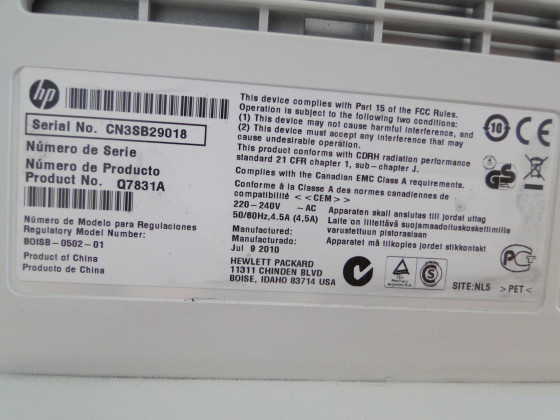 hp
Serial No. CN3SB29018
Número de Serie
Número de Producto
Product No. Q7831A
Número de Modelo para Regulaciones
Regulatory Model Number:
BOISB-0502-01
Product of China
Producto de China
This device complies with Part 15 of the FCC Rules.
Operation is subject to the following two conditions:
(1) This device may not cause harmful interference, and
(2) This device must accept any interference that may
cause undesirable operation.
This product conforms with CDRH radiation performance
standard 21 CFR chapter 1, sub-chapter J.
Complies with the Canadian EMC Class A requirements.
Conforme à la Classe A des normes canadiennes de
compatibilité <<CEM>>
220-240V ~ AC
50/60Hz,4.5A (4,5A)
Apparaten skall anslutas till jordat uttag
Laite on liitettävä suojamaadoituskoskettimilla
varustettuun pistorasiaan
Apparatet må tilkoples jordet stikkontakt
Manufactured:
Manufacturado:
Jul 9 2010
HEWLETT PACKARD
11311 CHINDEN BLVD
BOISE, IDAHO 83714 USA
10
CE
GS
S
SITE:NL5 >PET<